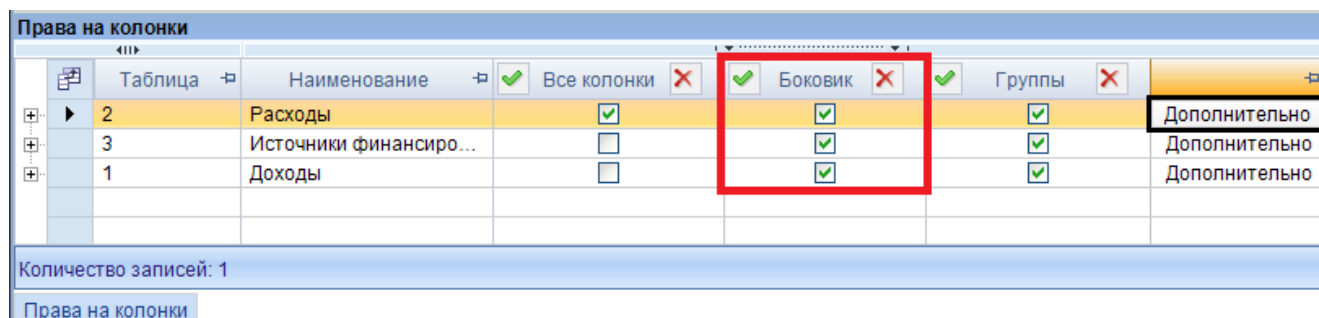 Права на колонки
Таблица Наименование Все колонки Боковик Группы
2 Расходы Дополнительно
3 Источники финансиро... Дополнительно
1 Доходы Дополнительно
Количество записей: 1
Права на колонки